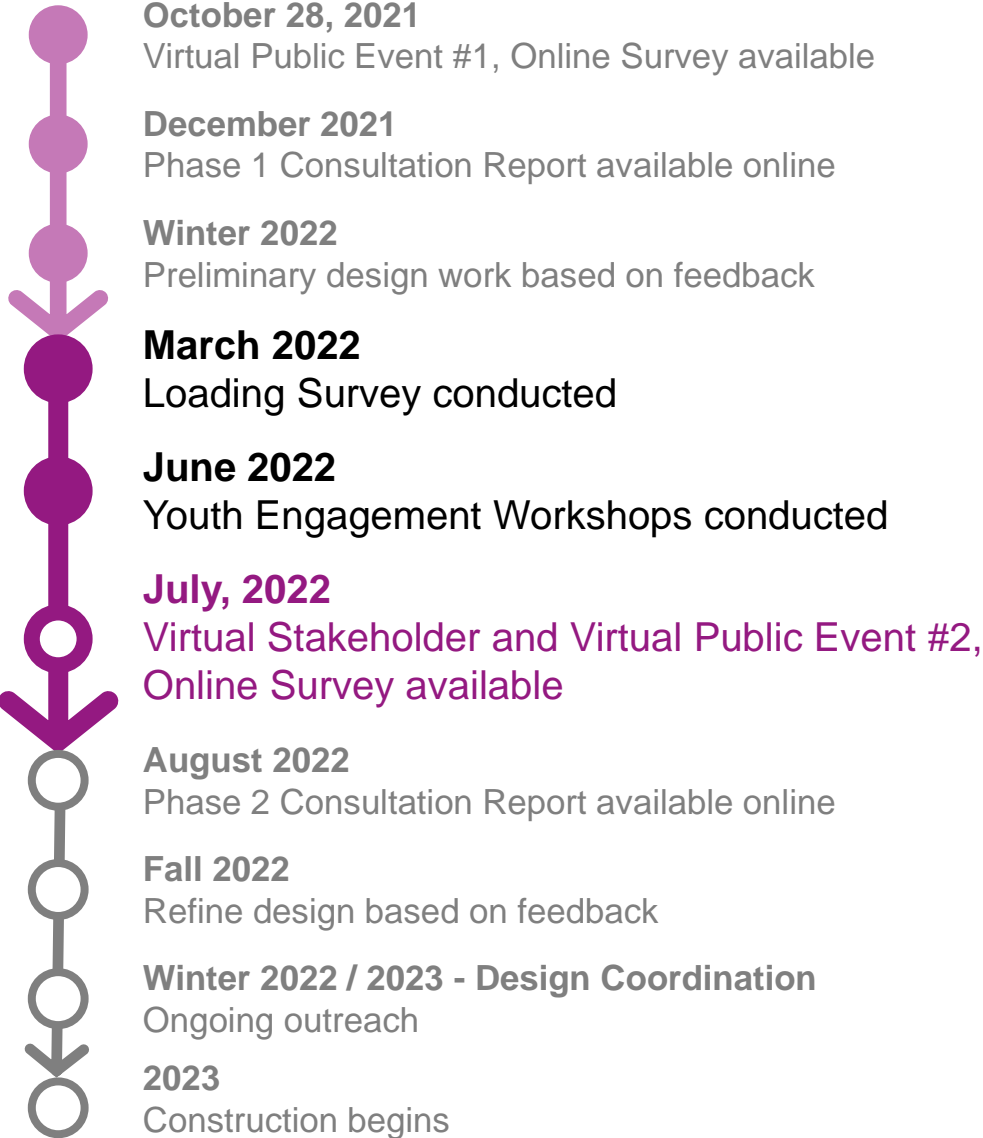 October 28, 2021
Virtual Public Event #1, Online Survey available
December 2021
Phase 1 Consultation Report available online
Winter 2022
Preliminary design work based on feedback
March 2022
Loading Survey conducted
June 2022
Youth Engagement Workshops conducted
July, 2022
Virtual Stakeholder and Virtual Public Event #2,
Online Survey available
August 2022
Phase 2 Consultation Report available online
Fall 2022
Refine design based on feedback
Winter 2022 / 2023 - Design Coordination
Ongoing outreach
2023
Construction begins